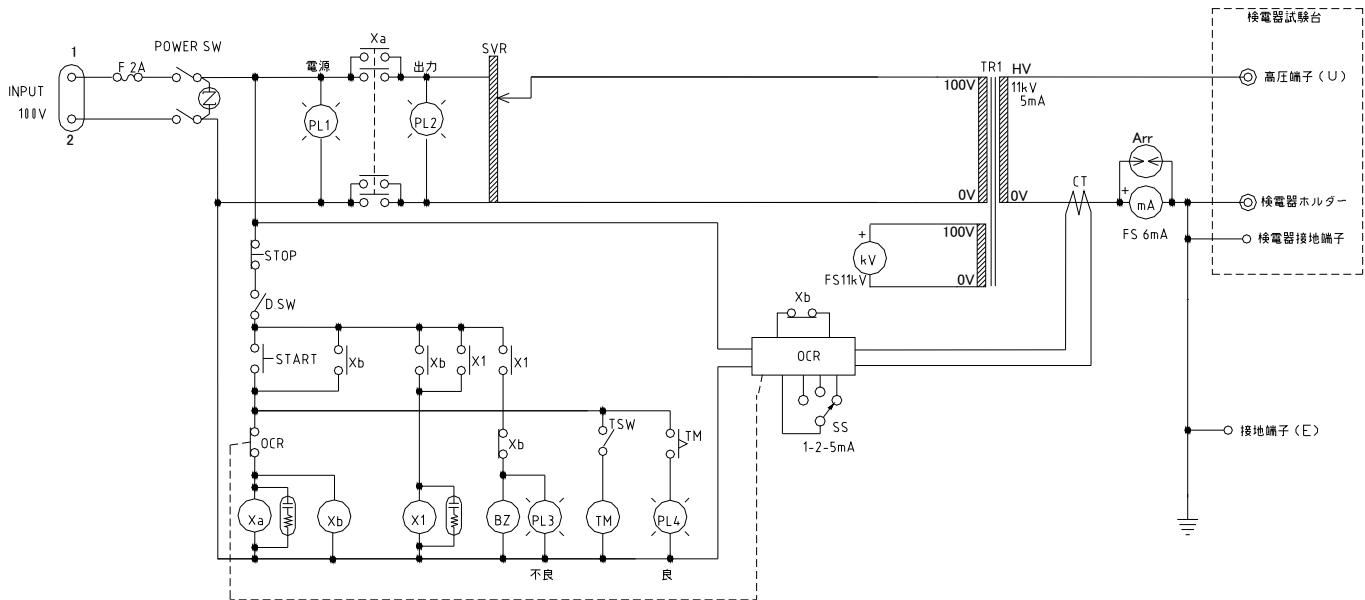 検電器試験台
Xa
POWER SW
SVR
1
F 2A
電源
出力
TR1
HV
INPUT
100V
100V
11kV
5mA
高圧端子(U)
PL1
PL2
2
Arr
CT
+
mA
FS 6mA
0V
0V
検電器ホルダー
検電器接地端子
+
kV
FS11kV
100V
0V
STOP
D.SW
Xb
START
Xb
Xb
X1
X1
OCR
SS
1-2-5mA
OCR
Xb
TSW
TM
接地端子(E)
Xa
Xb
X1
BZ
PL3
TM
PL4
不良
良